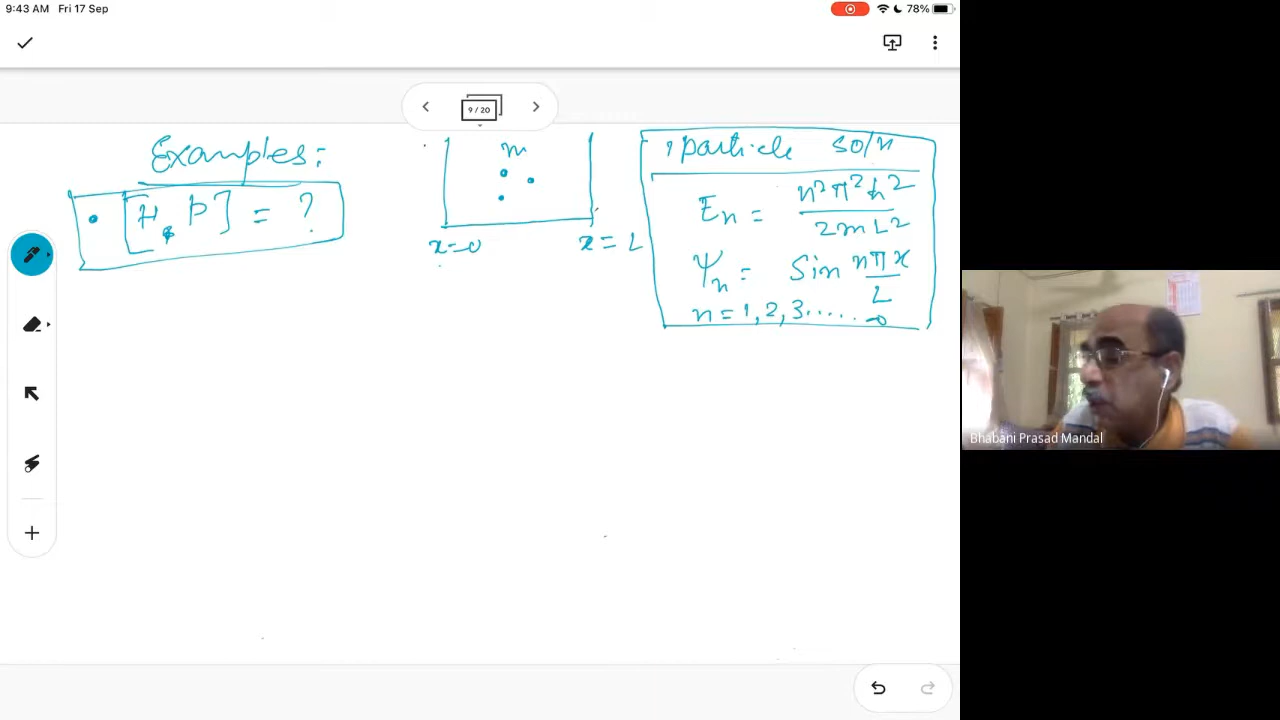 9:43 AM Fri 17 Sep
78%
9 / 20
Examples:
• [H, P] = ?
m
x=0
x = L
1 particle soln
En = n²π²ħ² / 2mL²
Ψn = Sin nπx / L
n = 1, 2, 3......
Bhabani Prasad Mandal